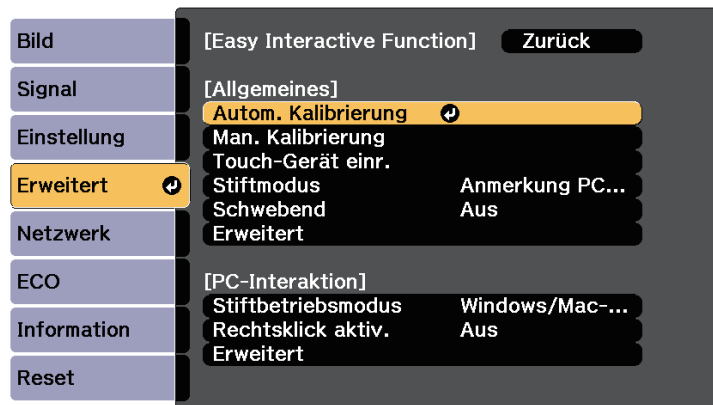 Bild
Signal
Einstellung
Erweitert
Netzwerk
ECO
Information
Reset
[Easy Interactive Function] Zurück
[Allgemeines]
Autom. Kalibrierung
Man. Kalibrierung
Touch-Gerät einr.
Stiftmodus Anmerkung PC...
Schwebend Aus
Erweitert
[PC-Interaktion]
Stiftbetriebsmodus Windows/Mac-...
Rechtsklick aktiv. Aus
Erweitert